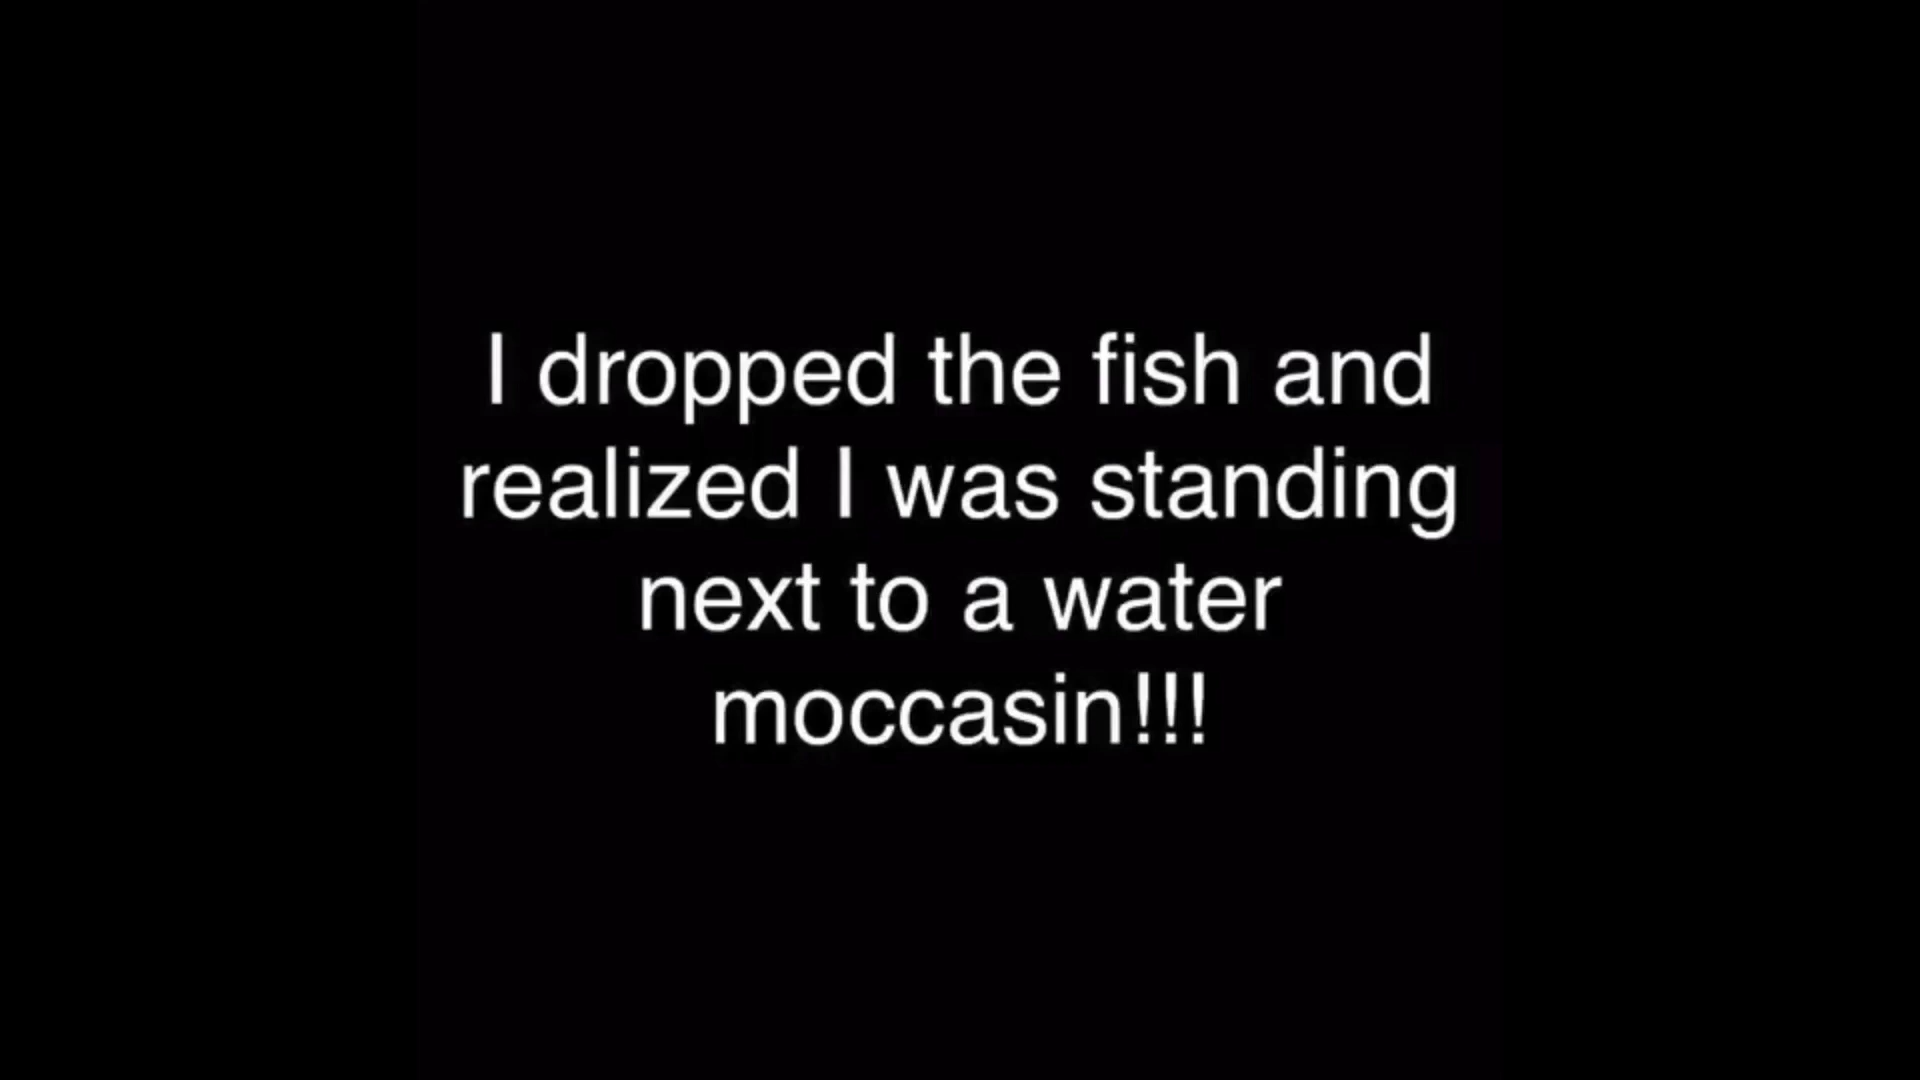 I dropped the fish and
realized I was standing
next to a water
moccasin!!!